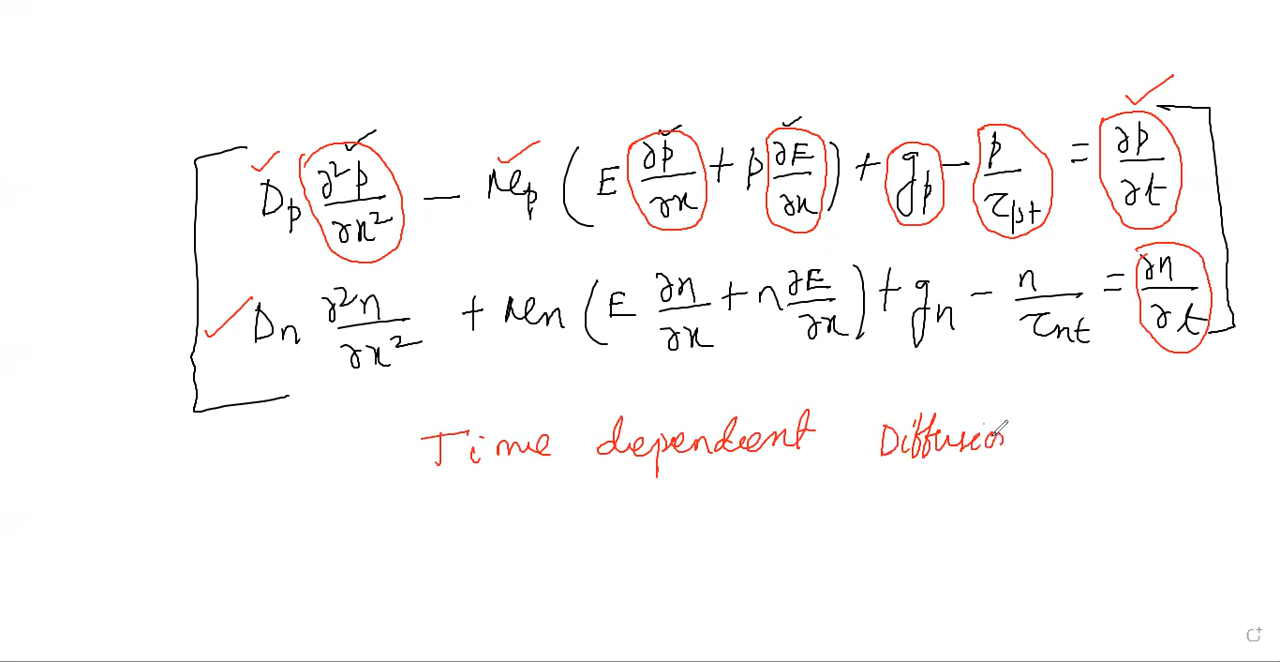 Dp ∂²p/∂x² − μp (E ∂p/∂x + p ∂E/∂x) + gp − p/τpt = ∂p/∂t
Dn ∂²n/∂x² + μn (E ∂n/∂x + n ∂E/∂x) + gn − n/τnt = ∂n/∂t
Time dependent Diffusion